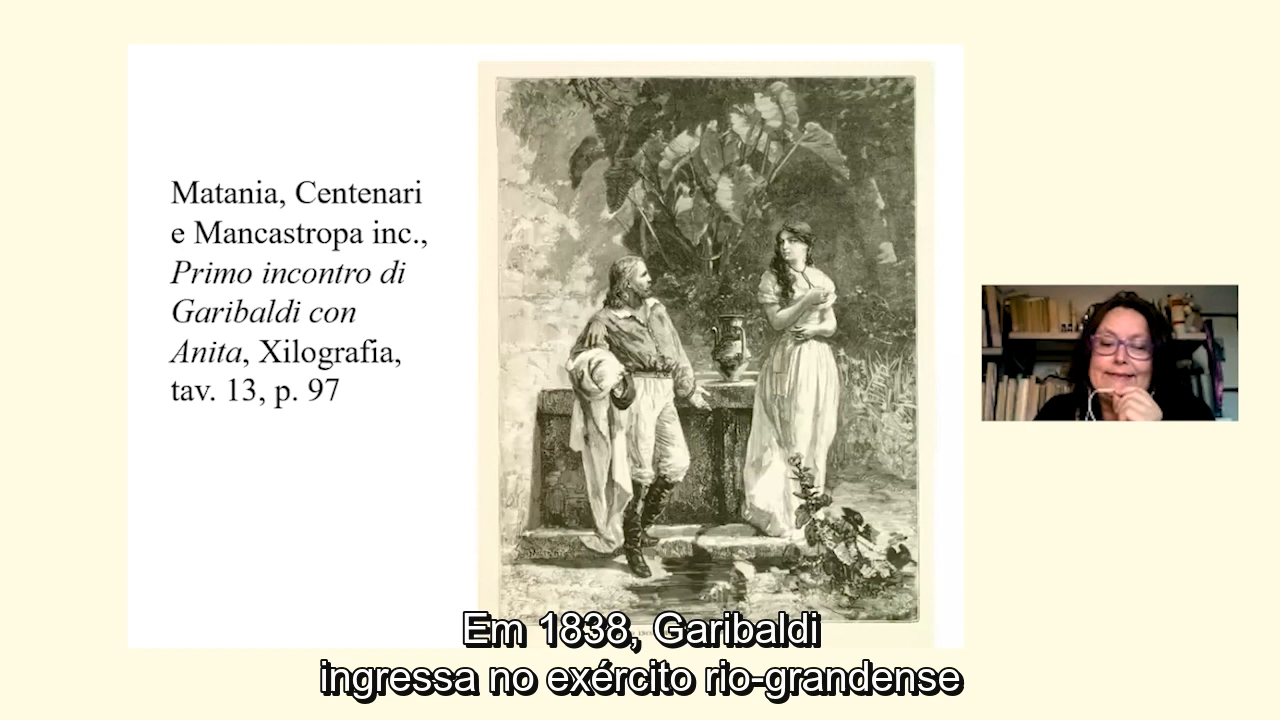 Matania, Centenari
e Mancastropa inc.,
Primo incontro di
Garibaldi con
Anita, Xilografia,
tav. 13, p. 97
Em 1838, Garibaldi
ingressa no exército rio-grandense